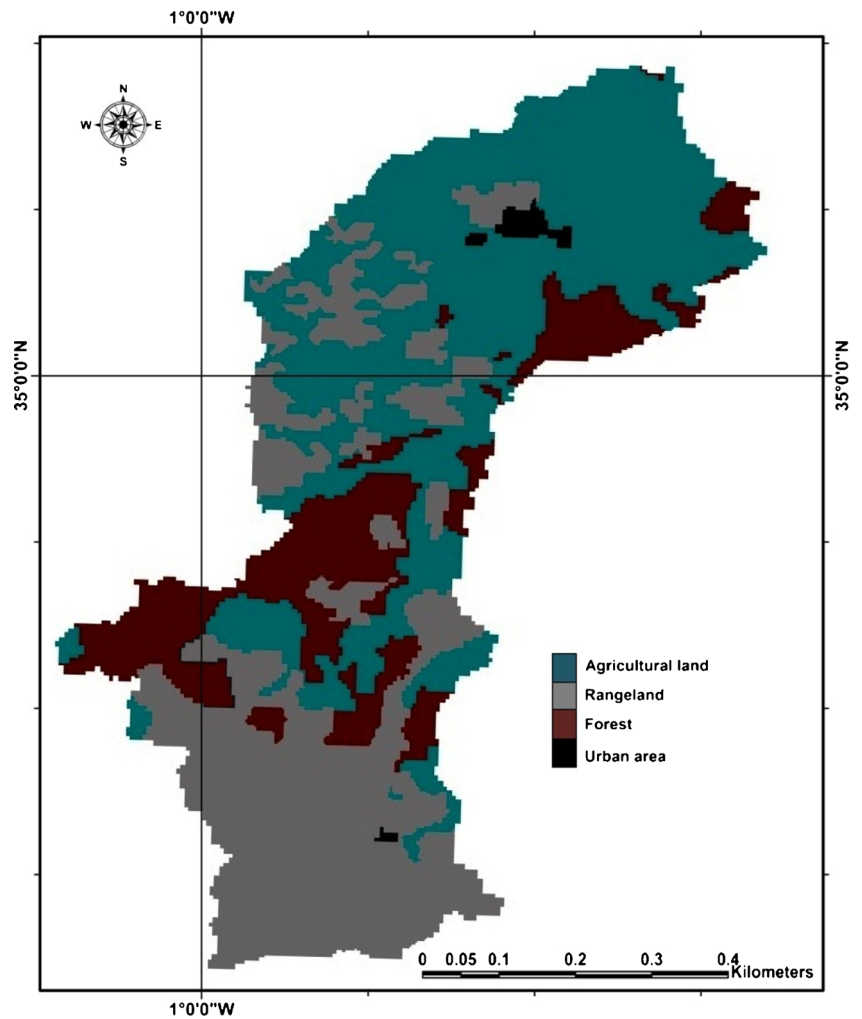 1°0'0"W
N
W E
S
35°0'0"N
35°0'0"N
Agricultural land
Rangeland
Forest
Urban area
0 0.05 0.1 0.2 0.3 0.4
Kilometers
1°0'0"W